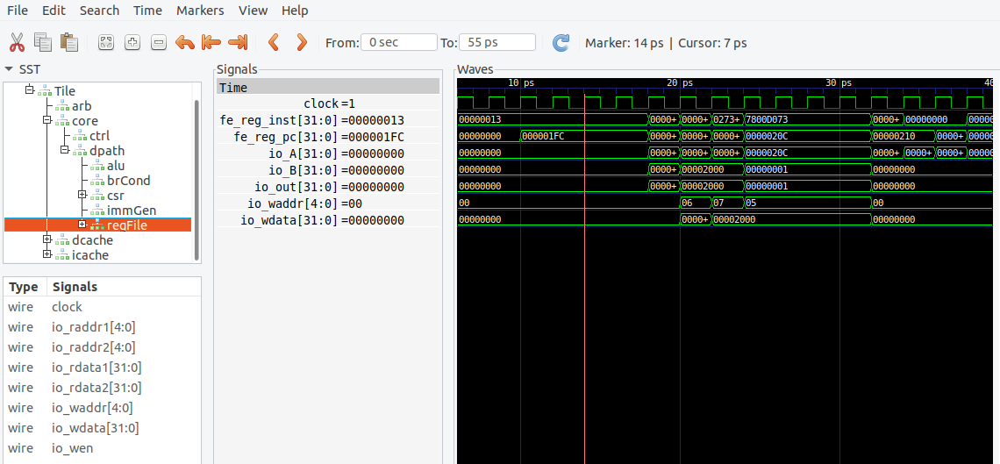 File Edit Search Time Markers View Help
From: 0 sec To: 55 ps Marker: 14 ps | Cursor: 7 ps
SST
Tile
arb
core
ctrl
dpath
alu
brCond
csr
immGen
regFile
dcache
icache
Type Signals
wire clock
wire io_raddr1[4:0]
wire io_raddr2[4:0]
wire io_rdata1[31:0]
wire io_rdata2[31:0]
wire io_waddr[4:0]
wire io_wdata[31:0]
wire io_wen
Signals
Time
clock =1
fe_reg_inst[31:0] =00000013
fe_reg_pc[31:0] =000001FC
io_A[31:0] =00000000
io_B[31:0] =00000000
io_out[31:0] =00000000
io_waddr[4:0] =00
io_wdata[31:0] =00000000
Waves
10 ps 20 ps 30 ps 40
00000013 0000+ 0000+ 0273+ 7800D073 0000+ 00000000 0000
00000000 000001FC 0000+ 0000+ 0000+ 0000020C 00000210 0000+ 0000
00000000 0000+ 0000+ 0000+ 0000020C 0000+ 0000+ 0000+ 0000
00000000 0000+ 00002000 00000001 00000000
00000000 0000+ 00002000 00000001 00000000
00 06 07 05 00
00000000 0000+ 00002000 00000000